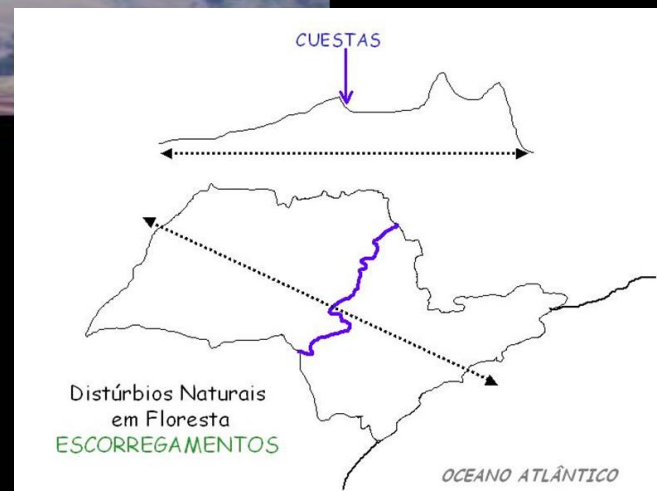 CUESTAS
Distúrbios Naturais
em Floresta
ESCORREGAMENTOS
OCEANO ATLÂNTICO